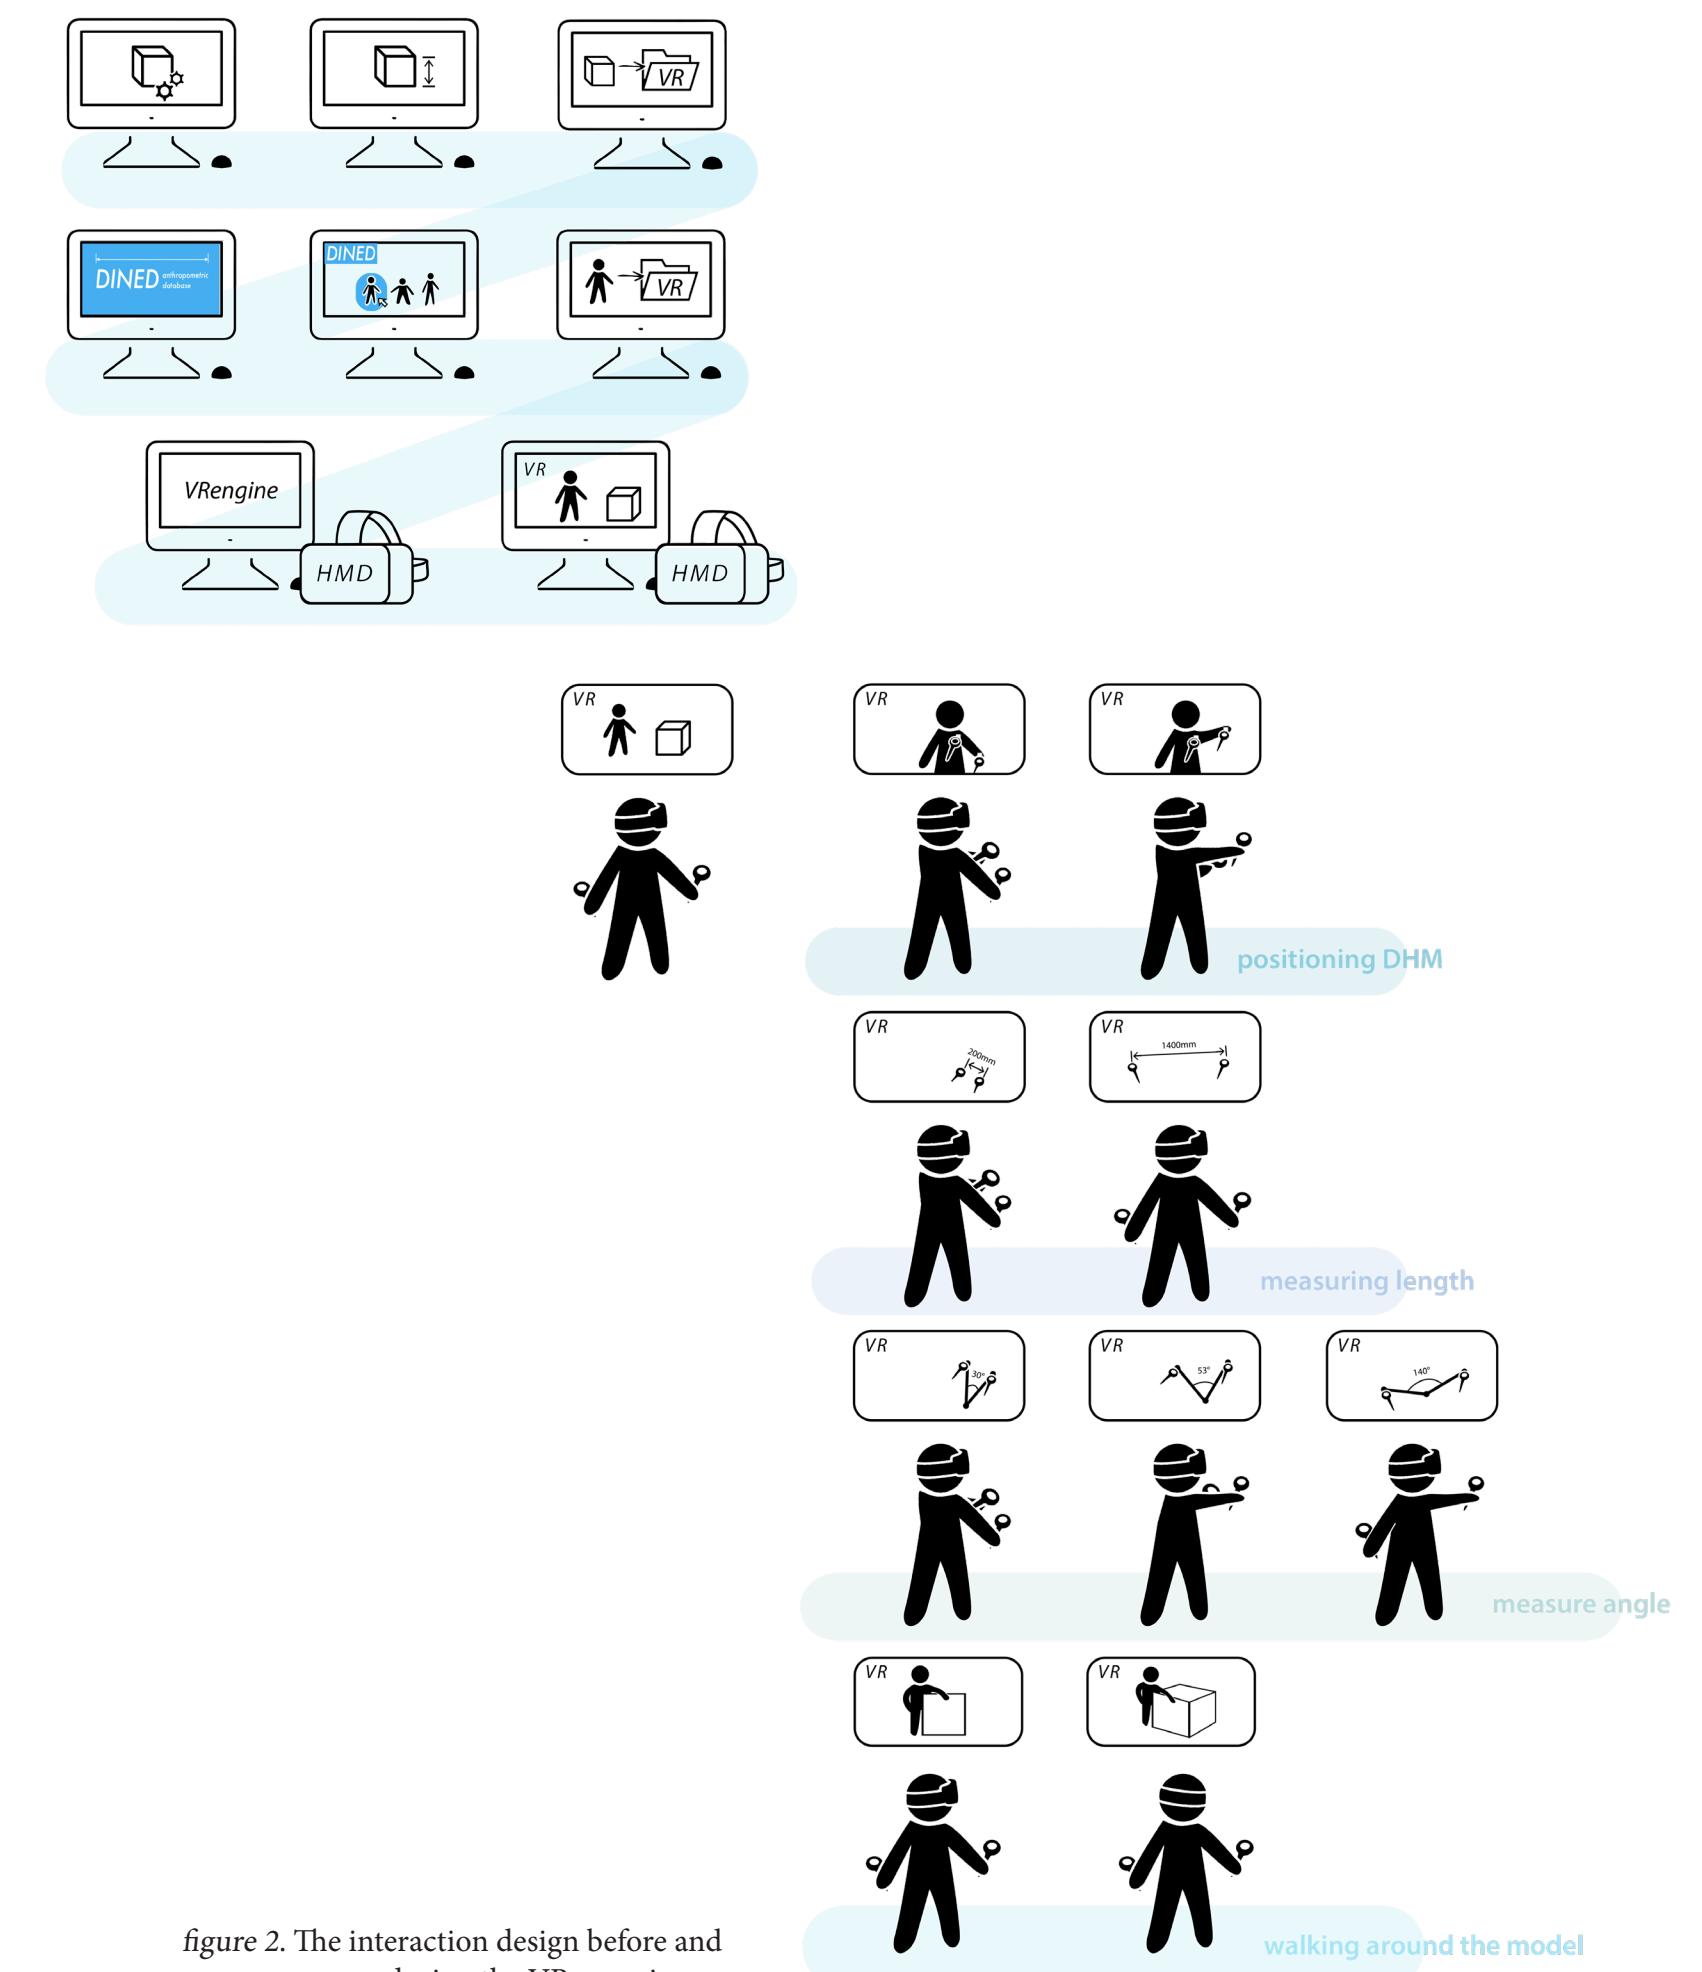 VR
DINED anthropometric
database
DINED
VR
VRengine
VR
HMD
HMD
VR
VR
VR
positioning DHM
VR
200mm
VR
1400mm
measuring length
VR
30°
VR
53°
VR
140°
measure angle
VR
VR
figure 2. The interaction design before and
walking around the model